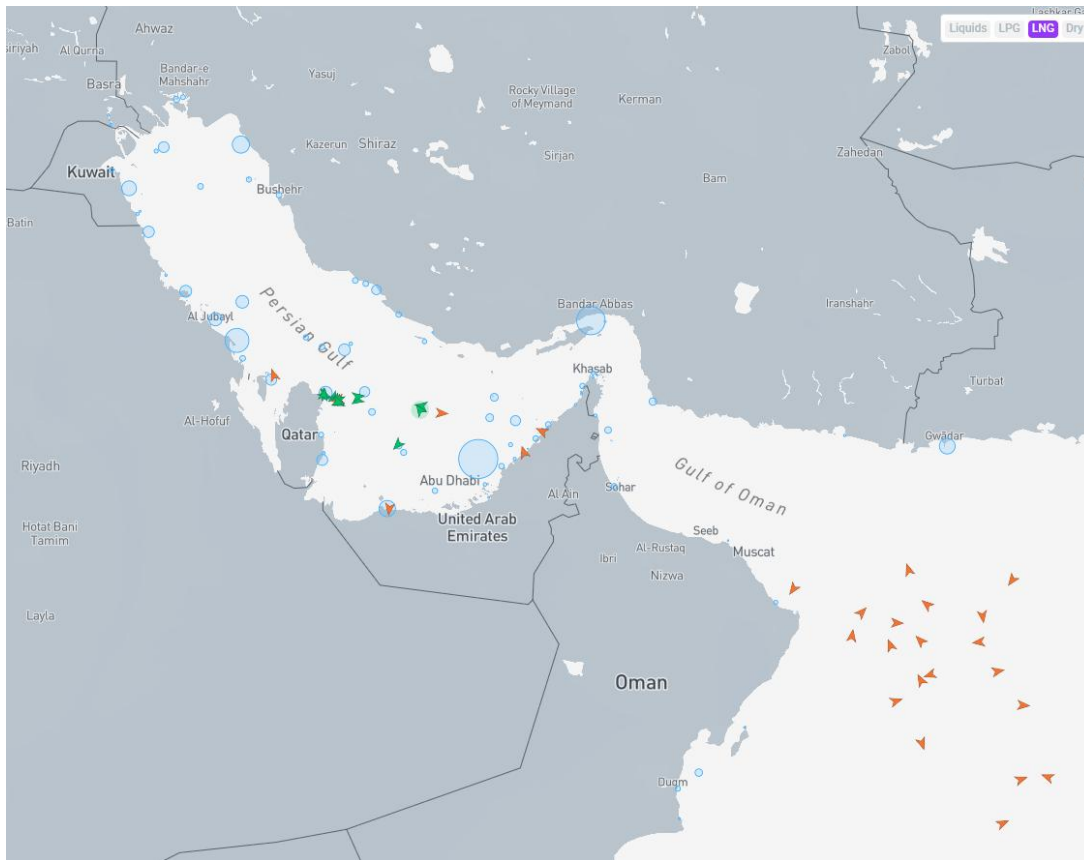 Lashkar Ga
Ahwaz
Liquids LPG LNG Dry
siriyah
Al Qurna
Zabol
Bandar-e
Mahshahr
Basra
Yasuj
Rocky Village
of Meymand
Kerman
Kazerun
Shiraz
Zahedan
Sirjan
Kuwait
Bam
Bushehr
Batin
Persian Gulf
Bandar Abbas
Iranshahr
Al Jubayl
Khasab
Turbat
Al-Hofuf
Qatar
Gwadar
Riyadh
Gulf of Oman
Abu Dhabi
Al Ain
Sohar
Hotat Bani
Tamim
United Arab
Emirates
Seeb
Muscat
Al-Rustaq
Ibri
Nizwa
Layla
Oman
Duqm